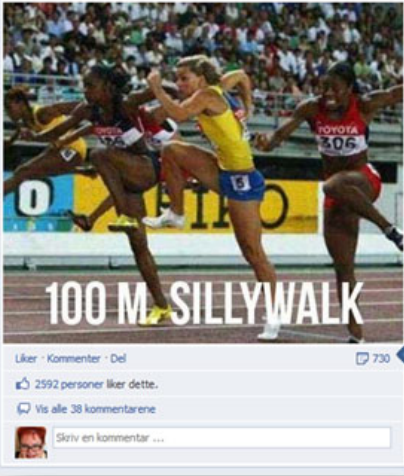 TOYOTA
TOYOTA
306
5
100 M SILLYWALK
Liker · Kommenter · Del
730
2592 personer liker dette.
Vis alle 38 kommentarene
Skriv en kommentar ...